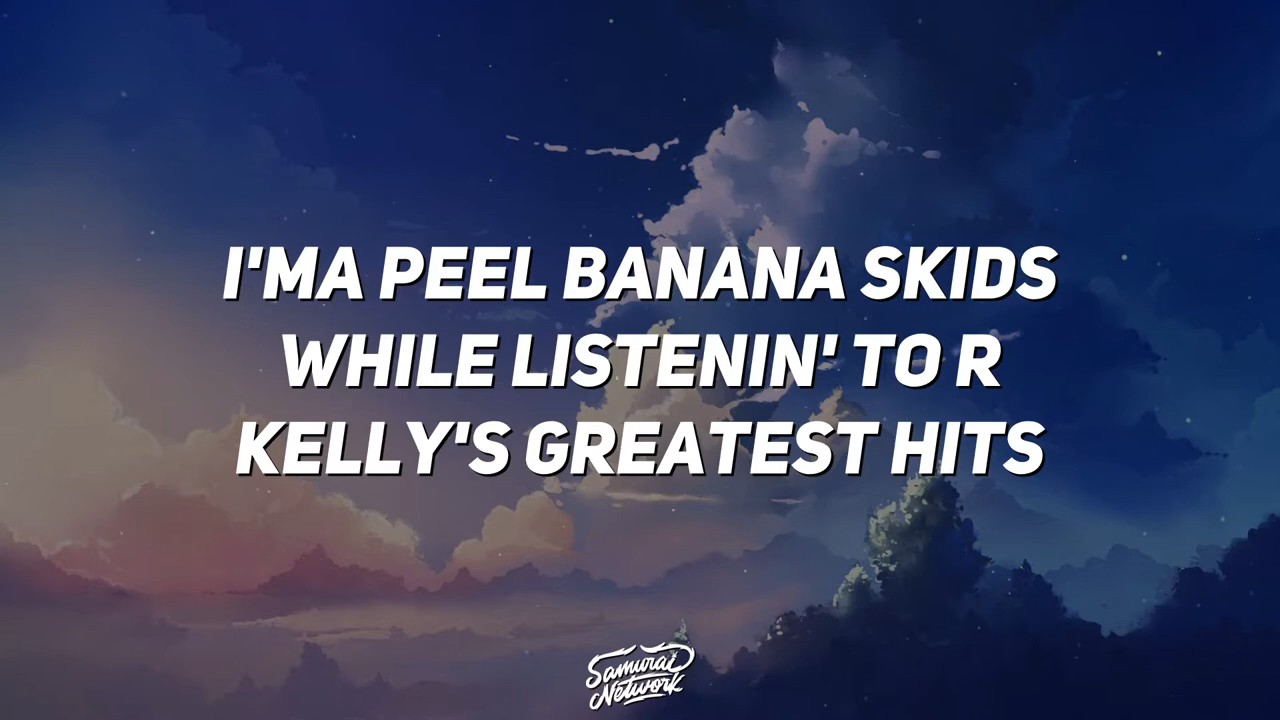 I'MA PEEL BANANA SKIDS
WHILE LISTENIN' TO R
KELLY'S GREATEST HITS
Samurai
Network